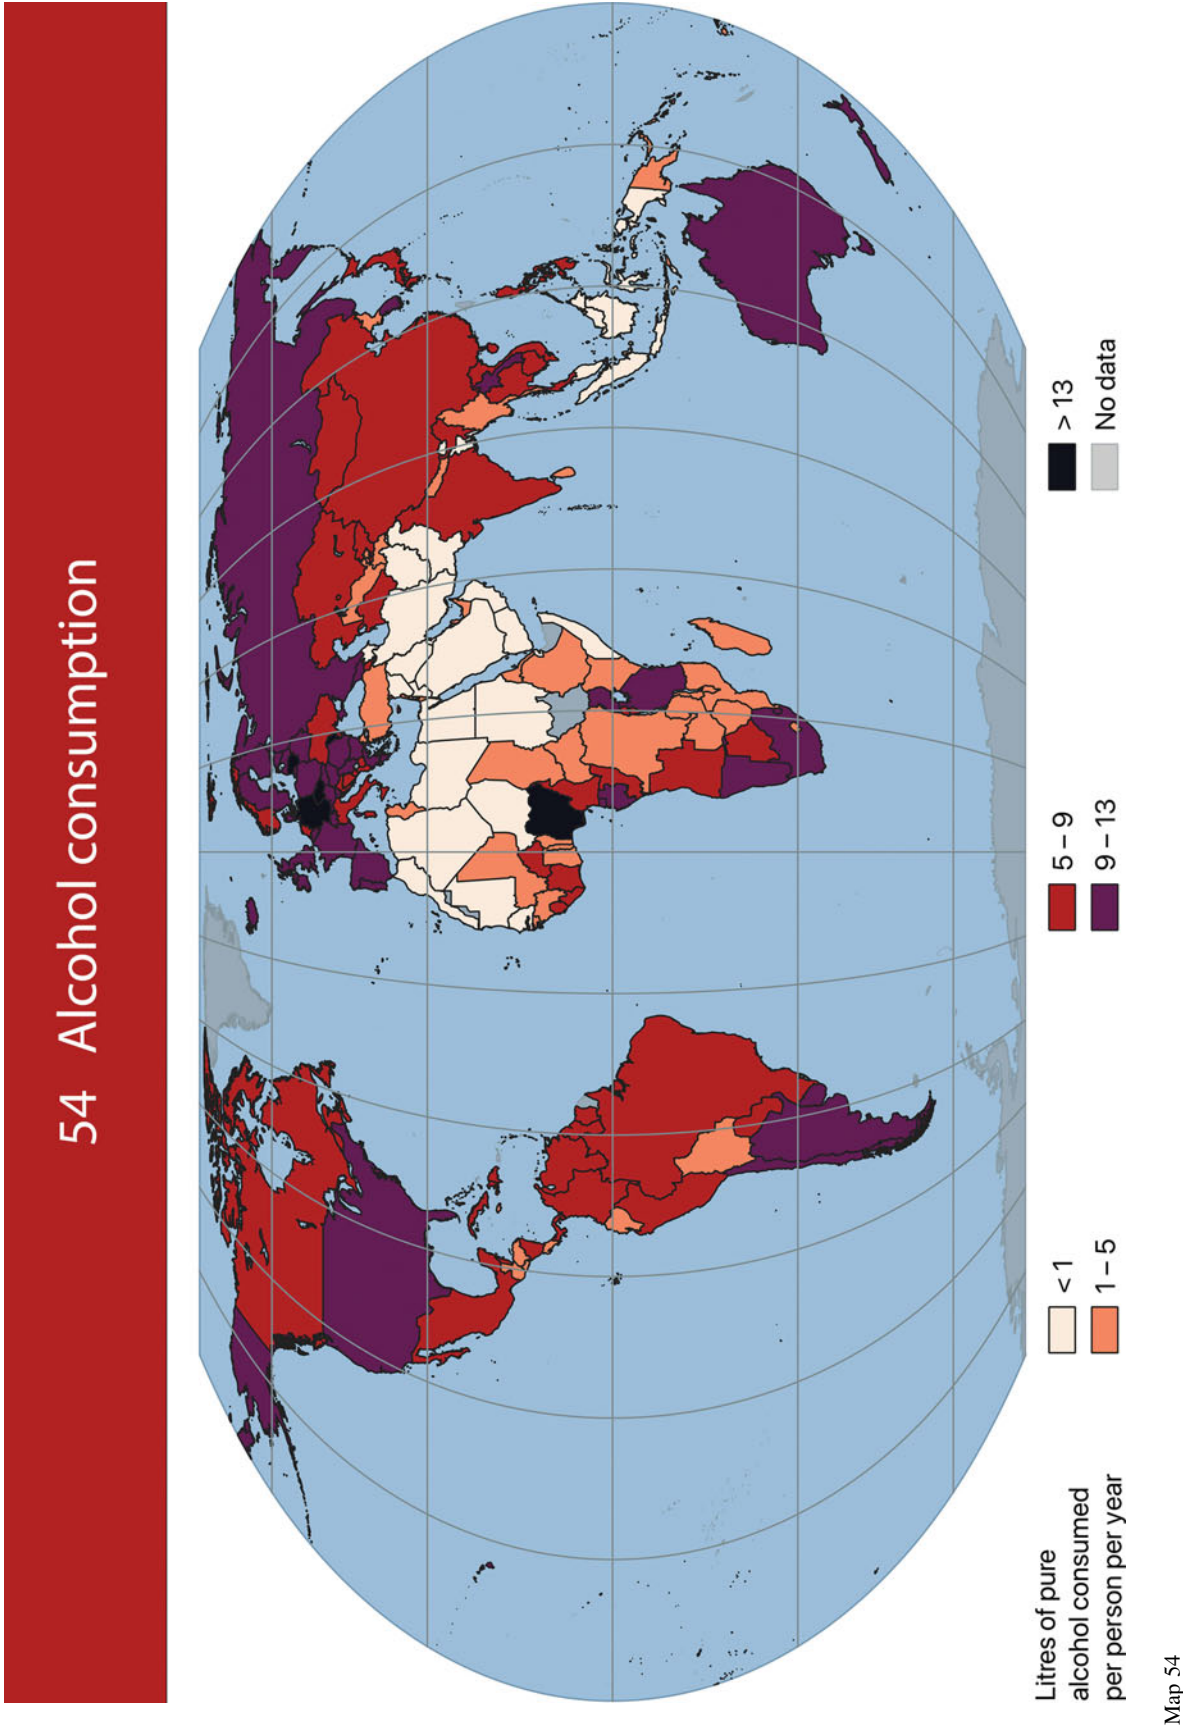 54 Alcohol consumption
Litres of pure
alcohol consumed
per person per year
< 1
1 – 5
5 – 9
9 – 13
> 13
No data
Map 54